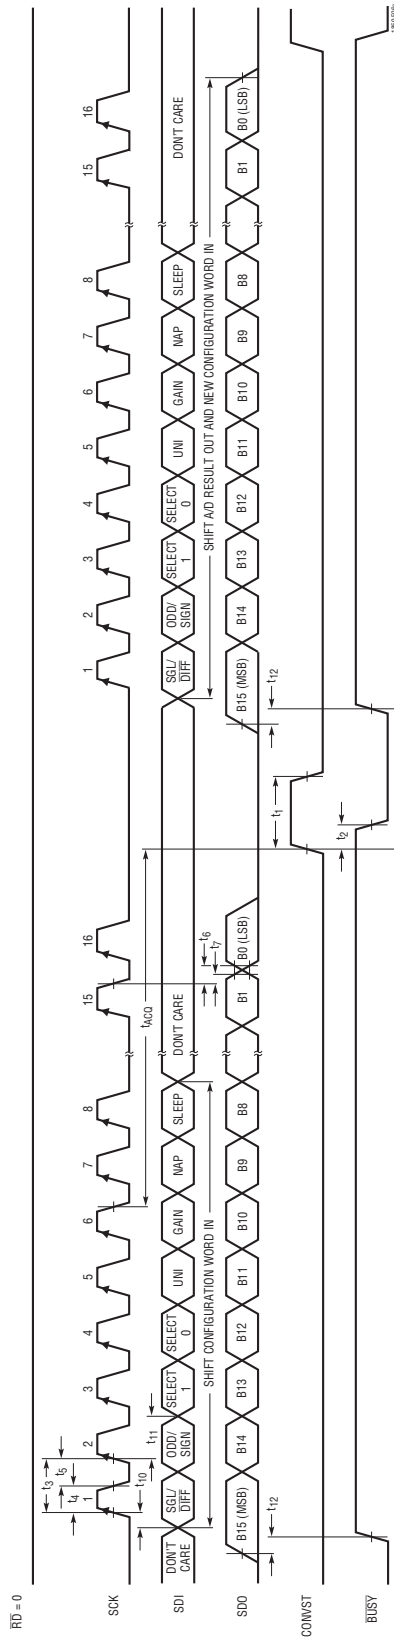 RD = 0
SCK
1
2
3
4
5
6
7
8
15
16
1
2
3
4
5
6
7
8
15
16
t3
t4
t5
t10
t11
tACQ
SDI
DON'T CARE
SGL/DIFF
ODD/SIGN
SELECT 1
SELECT 0
UNI
GAIN
NAP
SLEEP
DON'T CARE
SGL/DIFF
ODD/SIGN
SELECT 1
SELECT 0
UNI
GAIN
NAP
SLEEP
DON'T CARE
SHIFT CONFIGURATION WORD IN
t6
t7
SHIFT A/D RESULT OUT AND NEW CONFIGURATION WORD IN
SDO
B15 (MSB)
B14
B13
B12
B11
B10
B9
B8
B1
B0 (LSB)
B15 (MSB)
B14
B13
B12
B11
B10
B9
B8
B1
B0 (LSB)
t12
t12
CONVST
t1
BUSY
t2